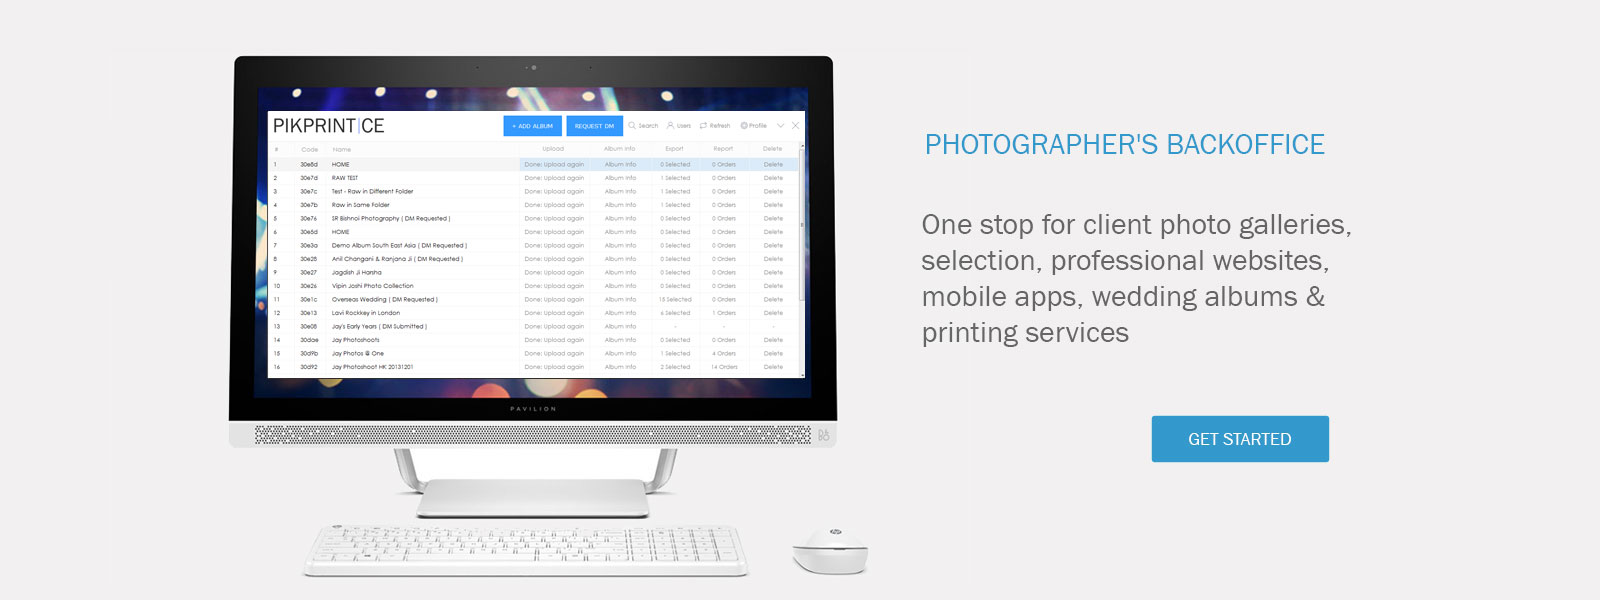 PIKPRINT|CE
+ ADD ALBUM REQUEST DM Search Users Refresh Profile
# Code Name Upload Album Info Export Report Delete
1 30e8d HOME Done: Upload again Album Info 0 Selected 0 Orders Delete
2 30e7d RAW TEST Done: Upload again Album Info 1 Selected 0 Orders Delete
3 30e7c Test - Raw in Different Folder Done: Upload again Album Info 1 Selected 0 Orders Delete
4 30e7b Raw in Same Folder Done: Upload again Album Info 1 Selected 0 Orders Delete
5 30e76 SR Bishnoi Photography ( DM Requested ) Done: Upload again Album Info 0 Selected 0 Orders Delete
6 30e5d HOME Done: Upload again Album Info 0 Selected 0 Orders Delete
7 30e3a Demo Album South East Asia ( DM Requested ) Done: Upload again Album Info 0 Selected 0 Orders Delete
8 30e28 Anil Changani & Ranjana Ji ( DM Requested ) Done: Upload again Album Info 0 Selected 0 Orders Delete
9 30e27 Jagdish Ji Harsha Done: Upload again Album Info 0 Selected 0 Orders Delete
10 30e26 Vipin Joshi Photo Collection Done: Upload again Album Info 0 Selected 0 Orders Delete
11 30e1c Overseas Wedding ( DM Requested ) Done: Upload again Album Info 15 Selected 0 Orders Delete
12 30e13 Lavi Rockkey in London Done: Upload again Album Info 6 Selected 1 Orders Delete
13 30e08 Jay's Early Years ( DM Submitted ) Done: Upload again Album Info - - -
14 30dae Jay Photoshoots Done: Upload again Album Info 0 Selected 0 Orders Delete
15 30d9b Jay Photos @ One Done: Upload again Album Info 1 Selected 4 Orders Delete
16 30d92 Jay Photoshoot HK 20131201 Done: Upload again Album Info 2 Selected 14 Orders Delete
PAVILION
B&O
hp
PHOTOGRAPHER'S BACKOFFICE
One stop for client photo galleries,
selection, professional websites,
mobile apps, wedding albums &
printing services
GET STARTED